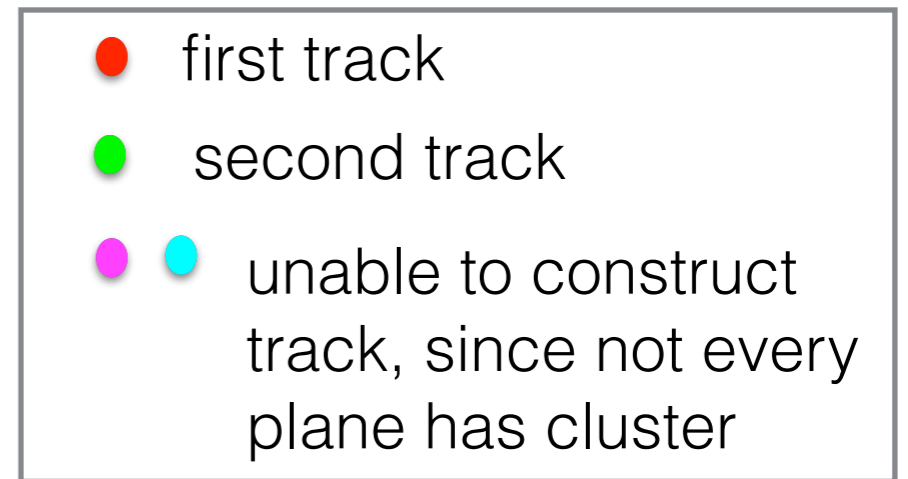 first track
second track
unable to construct
track, since not every
plane has cluster